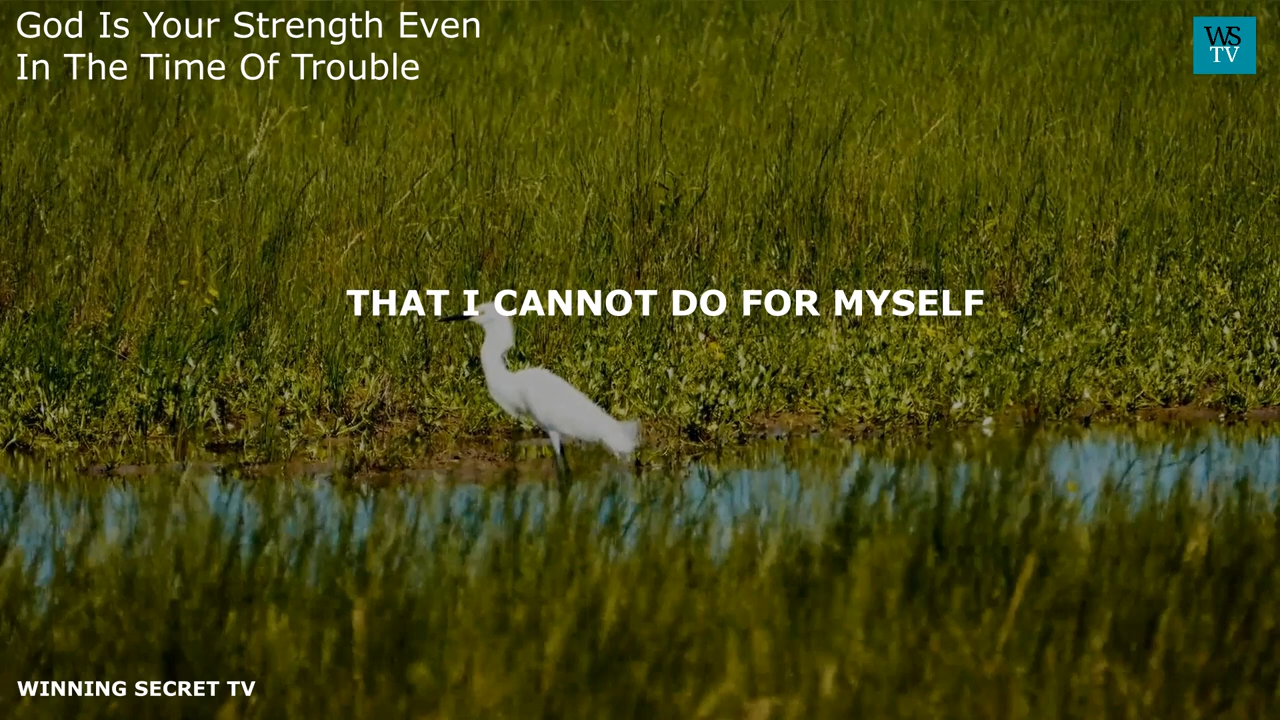 God Is Your Strength Even
In The Time Of Trouble
WS
TV
THAT I CANNOT DO FOR MYSELF
WINNING SECRET TV